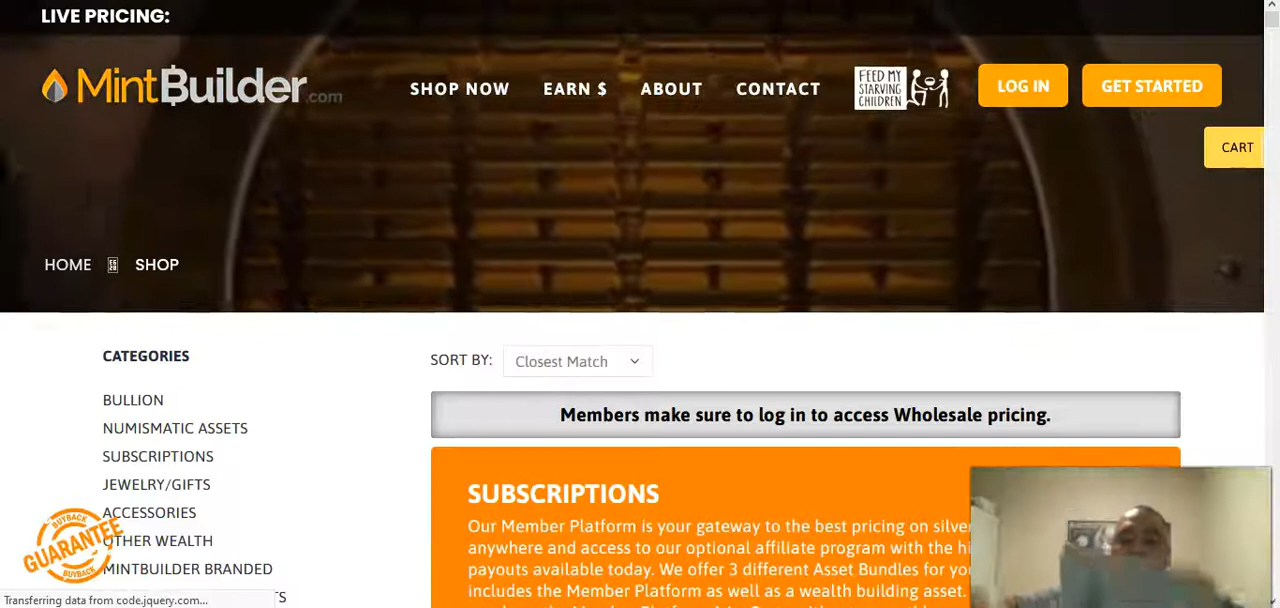 LIVE PRICING:
MintBuilder.com
SHOP NOW
EARN $
ABOUT
CONTACT
FEED MY
STARVING
CHILDREN
LOG IN
GET STARTED
CART
HOME
SHOP
CATEGORIES
SORT BY:
Closest Match
BULLION
NUMISMATIC ASSETS
SUBSCRIPTIONS
JEWELRY/GIFTS
ACCESSORIES
OTHER WEALTH
MINTBUILDER BRANDED
TS
Members make sure to log in to access Wholesale pricing.
SUBSCRIPTIONS
Our Member Platform is your gateway to the best pricing on silve
anywhere and access to our optional affiliate program with the hi
payouts available today. We offer 3 different Asset Bundles for yo
includes the Member Platform as well as a wealth building asset.
BUYBACK
GUARANTEE
BUYBACK
Transferring data from code.jquery.com...